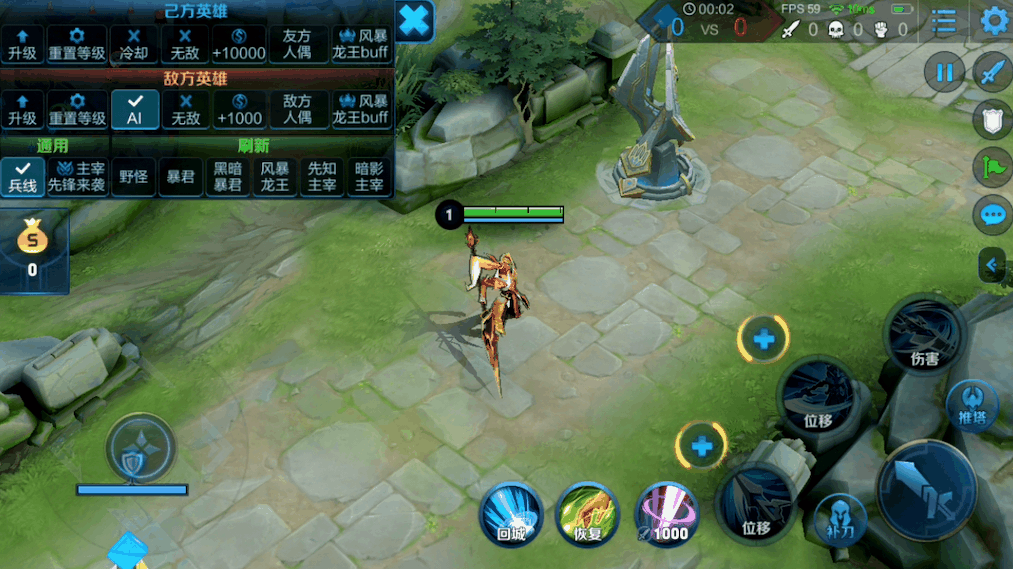 己方英雄
升级 重置等级 冷却 无敌 +10000 友方人偶 风暴龙王buff
敌方英雄
升级 重置等级 AI 无敌 +1000 敌方人偶 风暴龙王buff
通用 刷新
兵线 主宰先锋来袭 野怪 暴君 黑暗暴君 风暴龙王 先知主宰 暗影主宰
S
0
00:02
0 VS 0
FPS 59
0 0 0
1
伤害
位移
推塔
位移
补刀
回城
恢复
1000